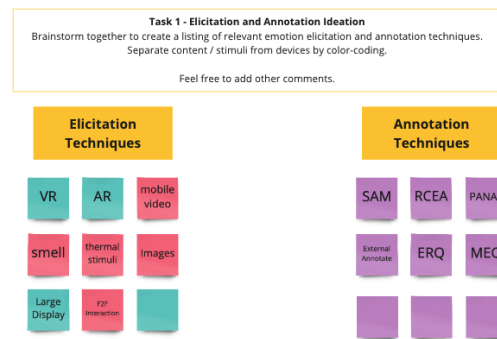 Task 1 - Elicitation and Annotation Ideation
Brainstorm together to create a listing of relevant emotion elicitation and annotation techniques.
Separate content / stimuli from devices by color-coding.
Feel free to add other comments.
Elicitation
Techniques
VR
AR
mobile
video
smell
thermal
stimuli
Images
Large
Display
F2F
Interaction
Annotation
Techniques
SAM
RCEA
PANA
External
Annotate
ERQ